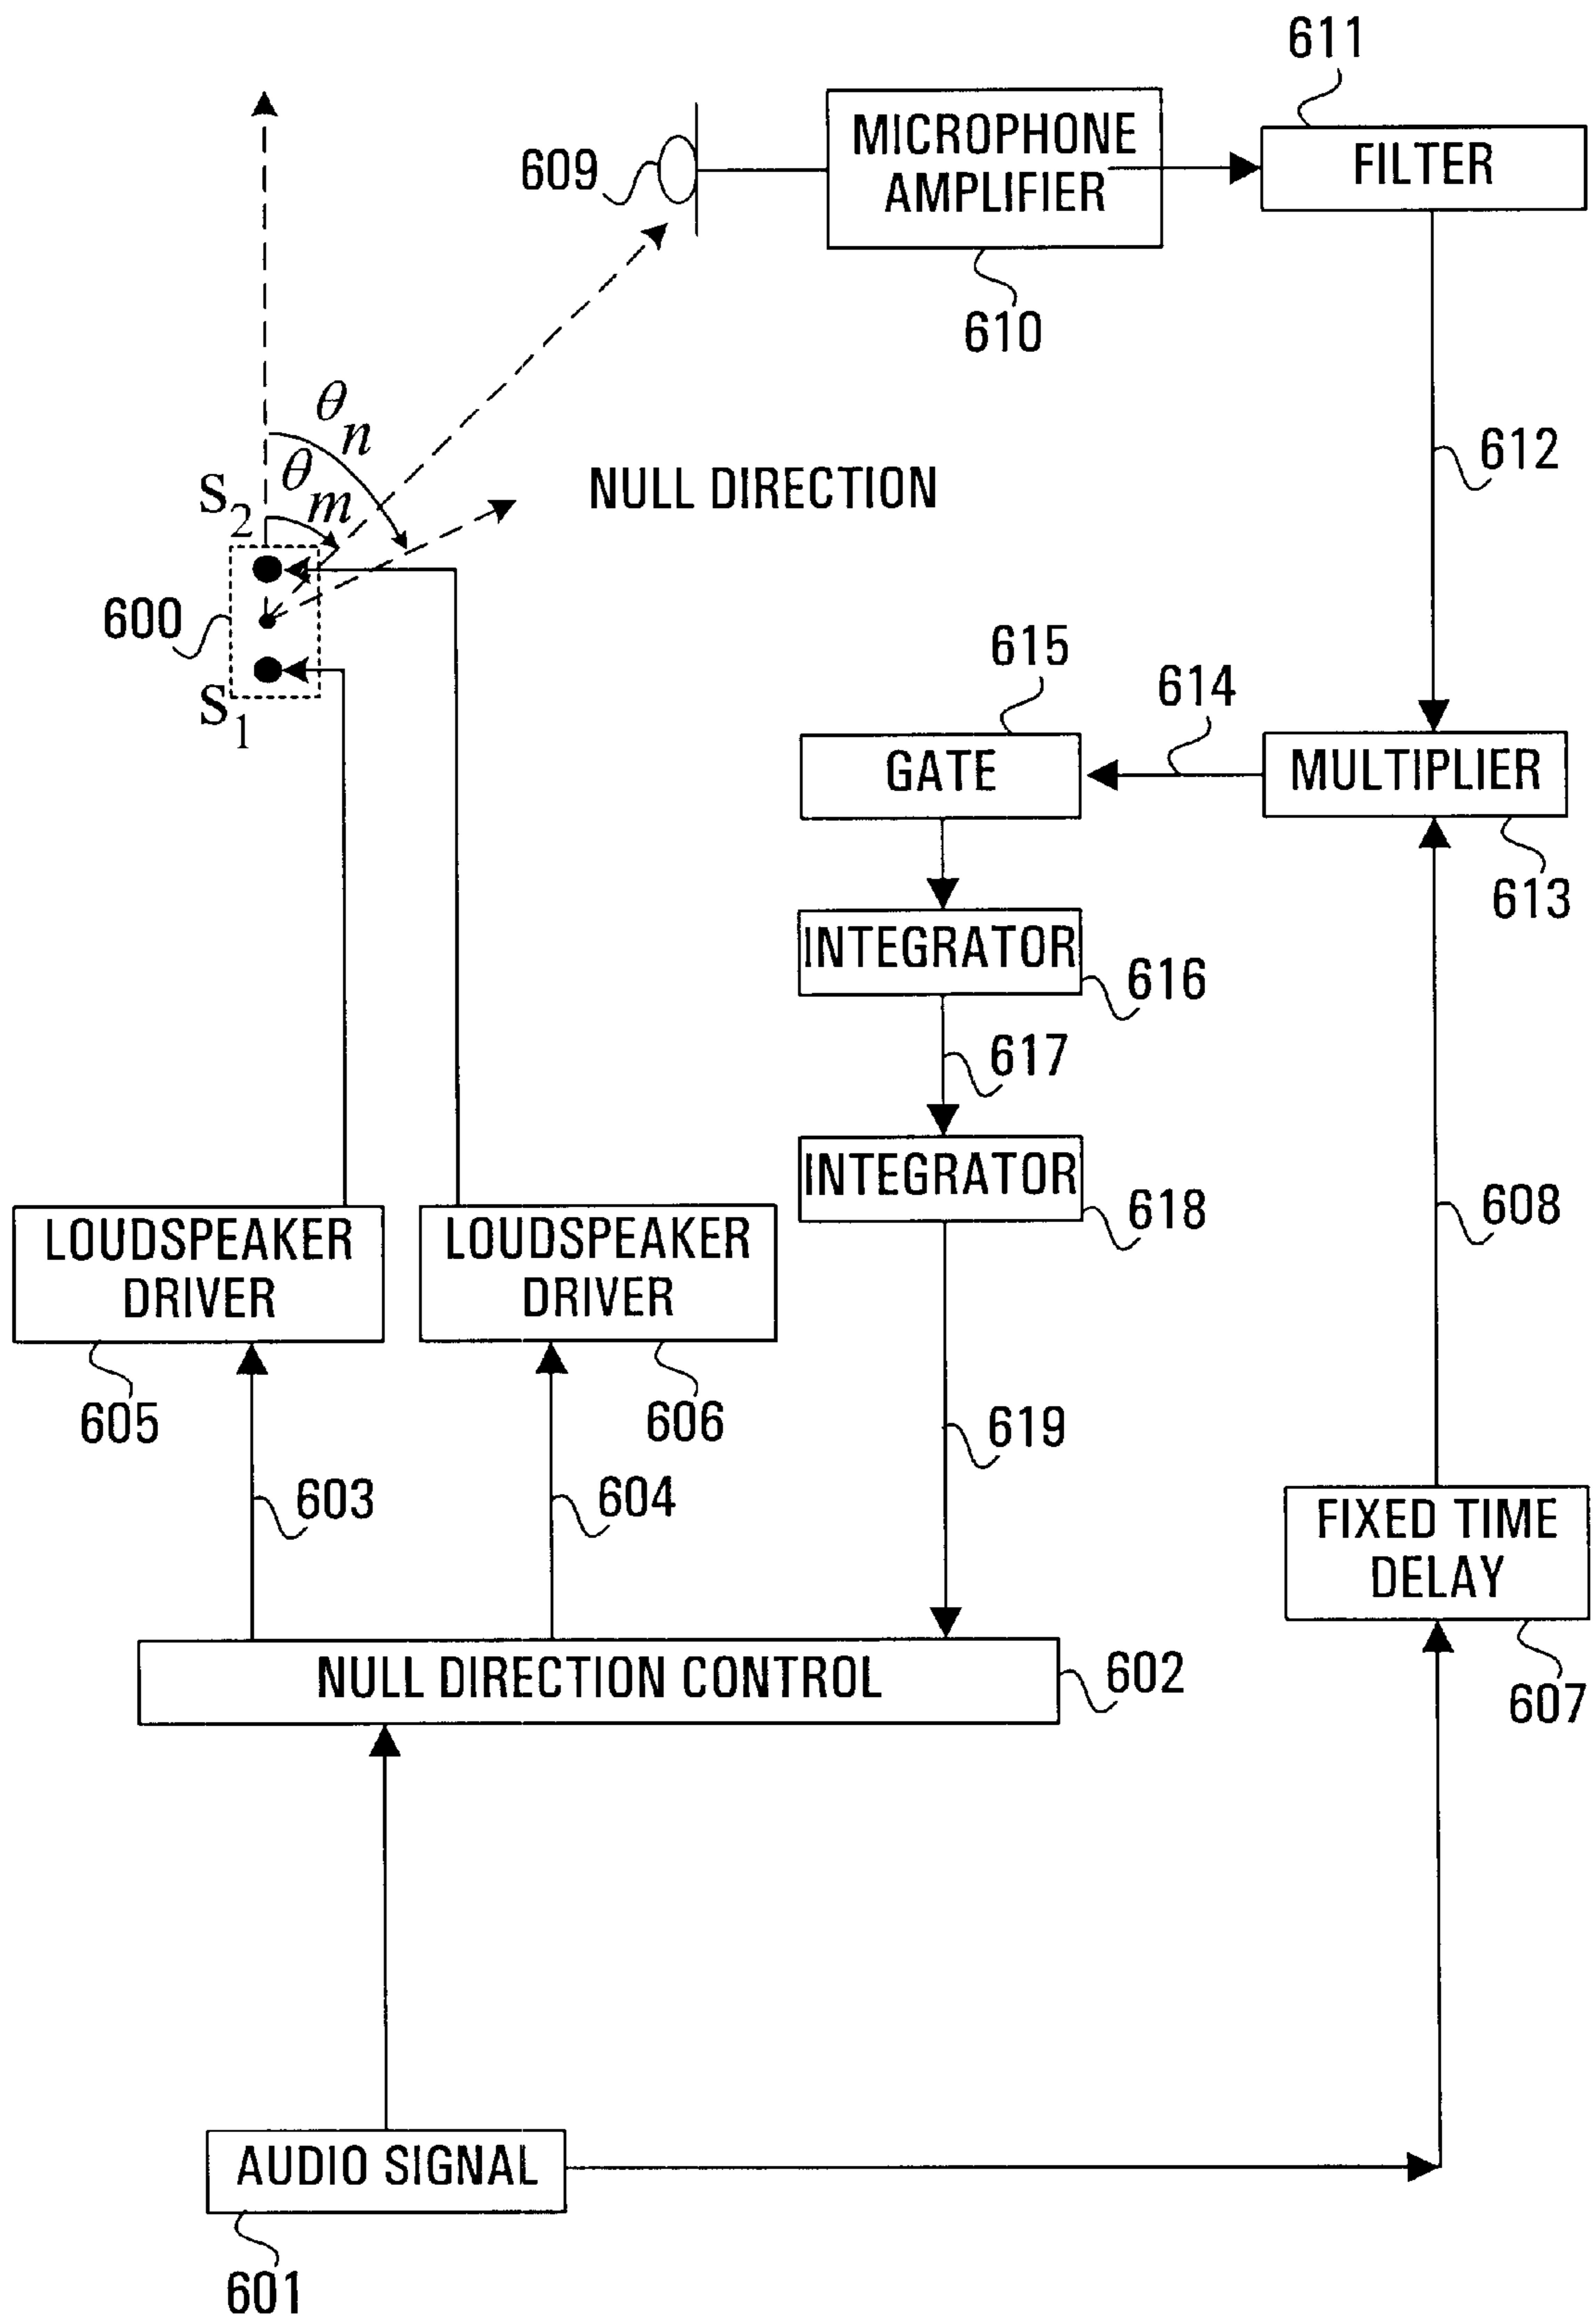 611
609
MICROPHONE
AMPLIFIER
FILTER
610
θn
θm
612
S2
NULL DIRECTION
600
S1
615
614
GATE
MULTIPLIER
613
INTEGRATOR
616
617
INTEGRATOR
618
608
LOUDSPEAKER
DRIVER
LOUDSPEAKER
DRIVER
605
606
619
603
604
FIXED TIME
DELAY
NULL DIRECTION CONTROL
602
607
AUDIO SIGNAL
601